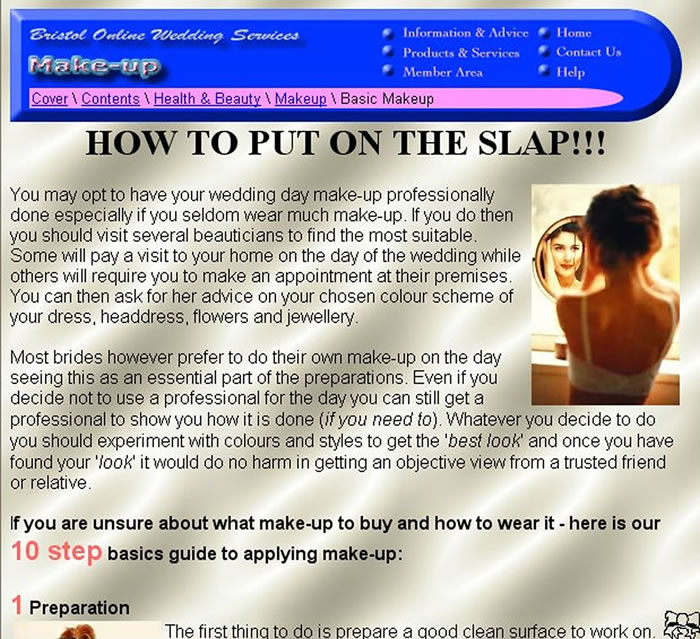 Bristol Online Wedding Services
Make-up
Information & Advice
Products & Services
Member Area
Home
Contact Us
Help
Cover \ Contents \ Health & Beauty \ Makeup \ Basic Makeup
HOW TO PUT ON THE SLAP!!!
You may opt to have your wedding day make-up professionally
done especially if you seldom wear much make-up. If you do then
you should visit several beauticians to find the most suitable.
Some will pay a visit to your home on the day of the wedding while
others will require you to make an appointment at their premises.
You can then ask for her advice on your chosen colour scheme of
your dress, headdress, flowers and jewellery.
Most brides however prefer to do their own make-up on the day
seeing this as an essential part of the preparations. Even if you
decide not to use a professional for the day you can still get a
professional to show you how it is done (if you need to). Whatever you decide to do
you should experiment with colours and styles to get the 'best look' and once you have
found your 'look' it would do no harm in getting an objective view from a trusted friend
or relative.
If you are unsure about what make-up to buy and how to wear it - here is our
10 step basics guide to applying make-up:
1 Preparation
The first thing to do is prepare a good clean surface to work on.